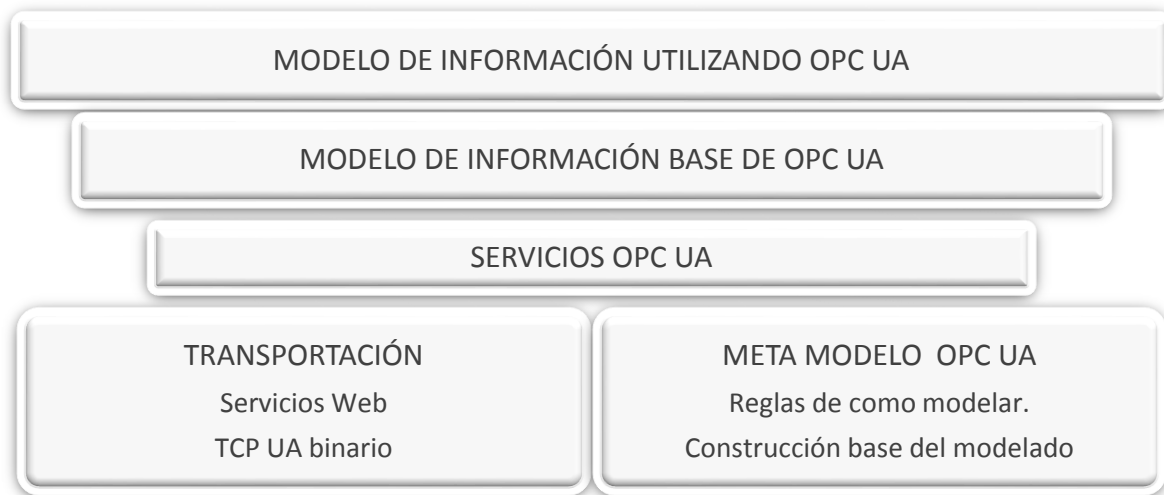 MODELO DE INFORMACIÓN UTILIZANDO OPC UA
MODELO DE INFORMACIÓN BASE DE OPC UA
SERVICIOS OPC UA
TRANSPORTACIÓN
Servicios Web
TCP UA binario
META MODELO OPC UA
Reglas de como modelar.
Construcción base del modelado